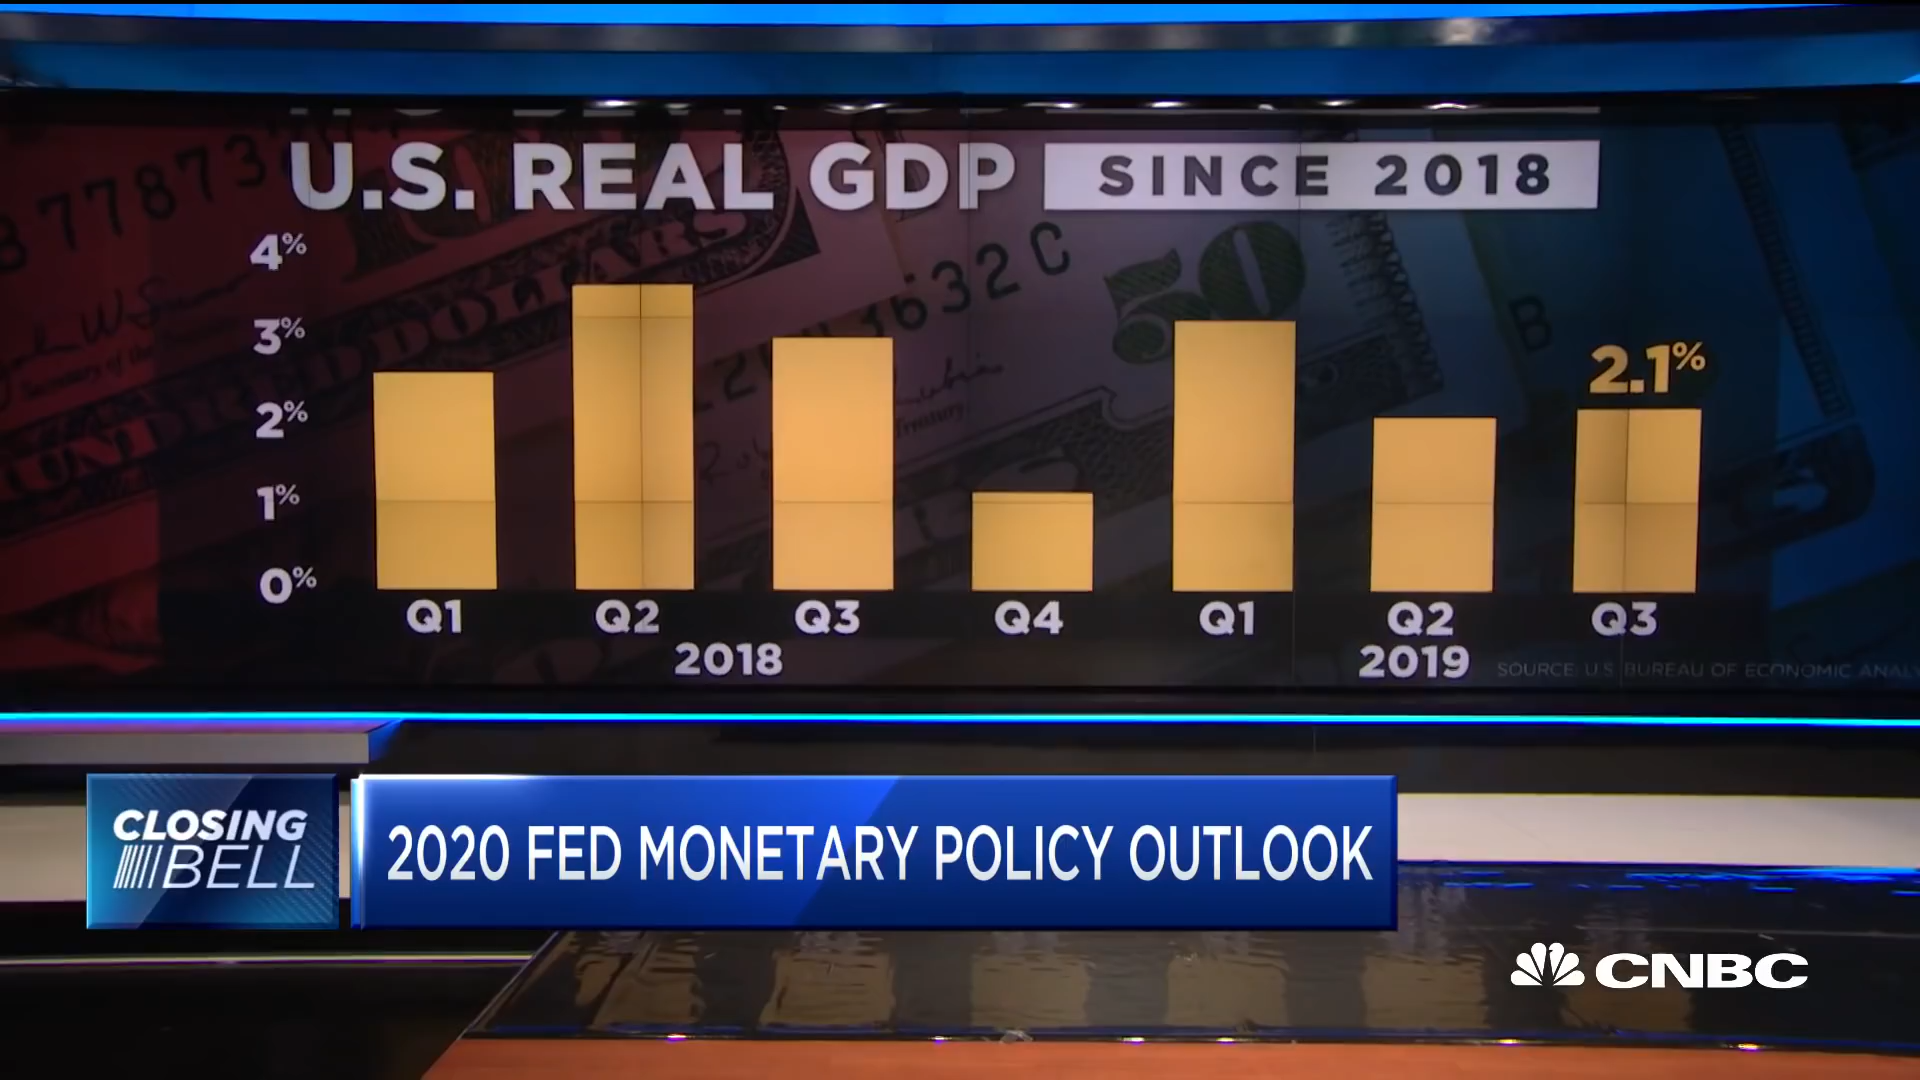 U.S. REAL GDP SINCE 2018
4%
3%
2%
1%
0%
2.1%
Q1 Q2 Q3 Q4 Q1 Q2 Q3
2018 2019
SOURCE: U.S. BUREAU OF ECONOMIC ANALY
CLOSING
BELL
2020 FED MONETARY POLICY OUTLOOK
CNBC